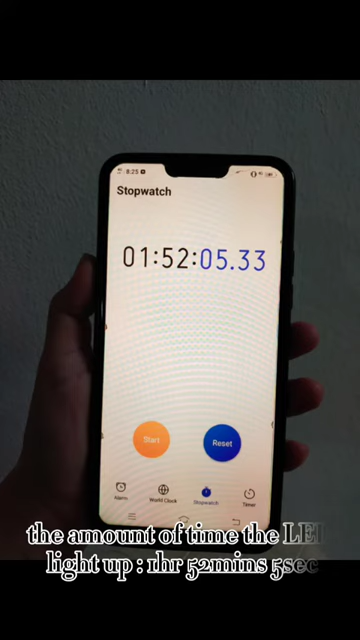 8:25
Stopwatch
01:52:05.33
Start
Reset
Alarm
World Clock
Stopwatch
Timer
the amount of time the LED
light up : 1hr 52mins 5sec